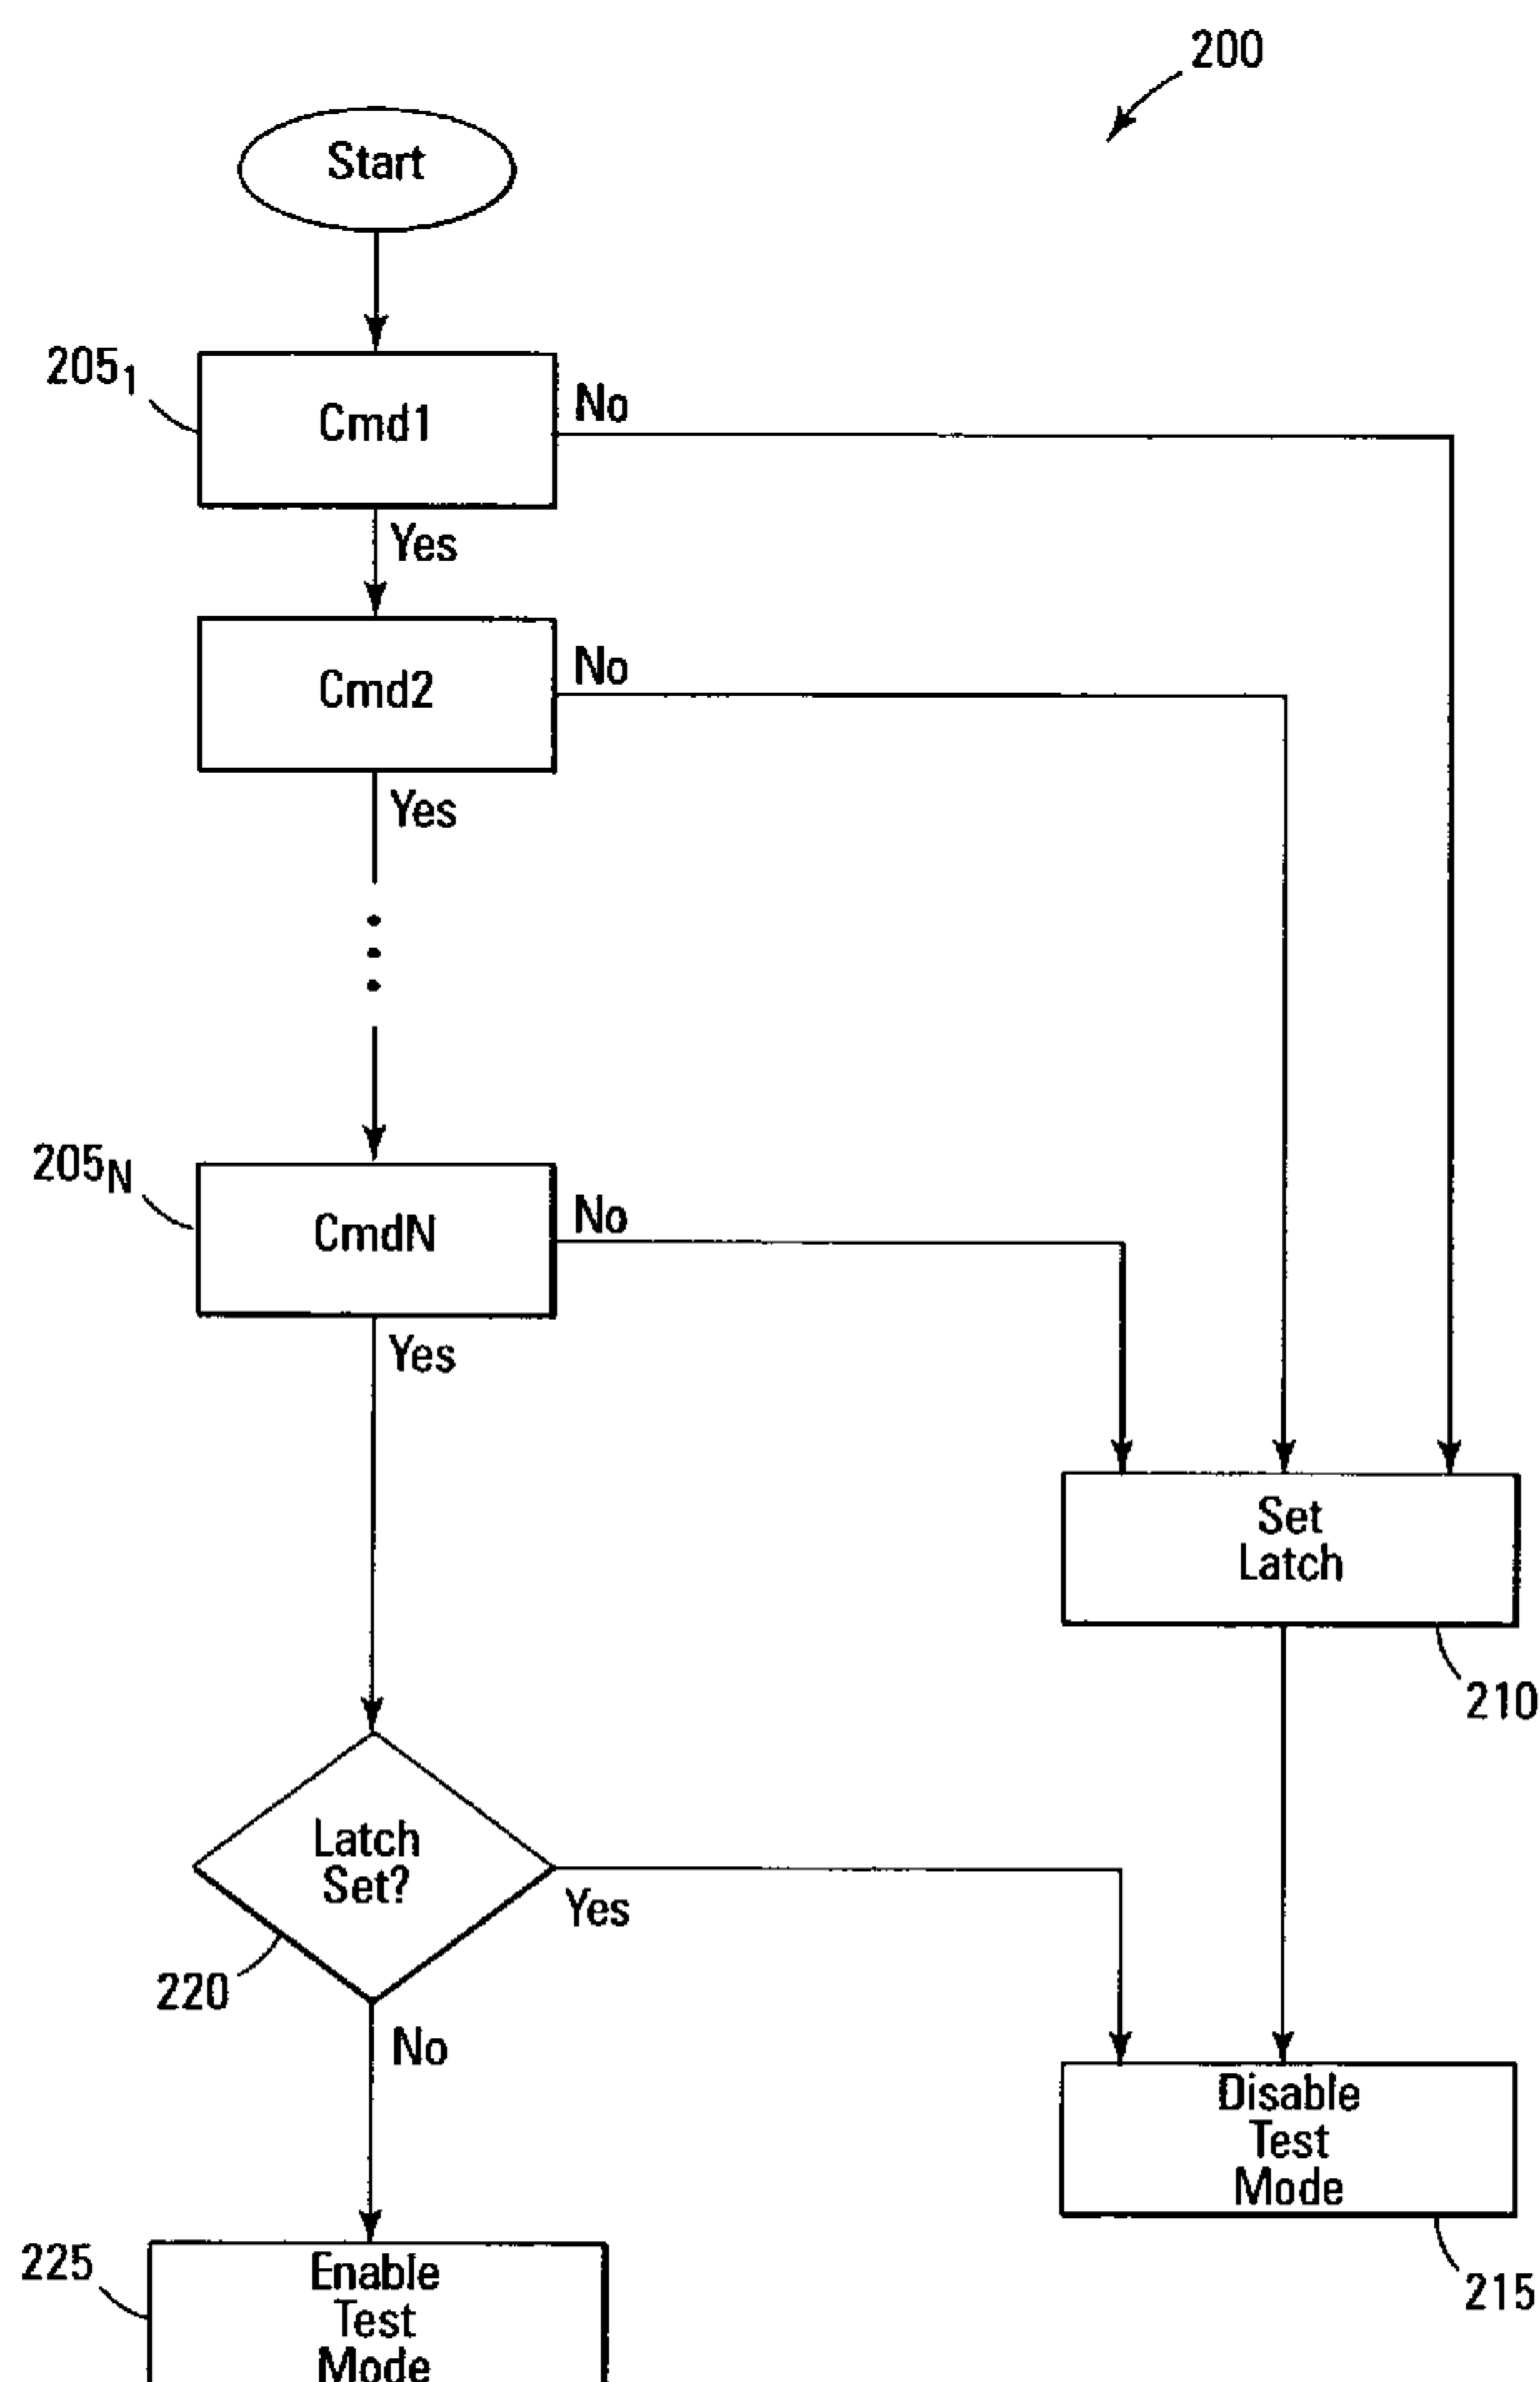 200
Start
205₁
Cmd1
No
Yes
Cmd2
No
Yes
205N
CmdN
No
Yes
Set
Latch
210
Latch
Set?
Yes
220
No
Disable
Test
Mode
215
225
Enable
Test
Mode